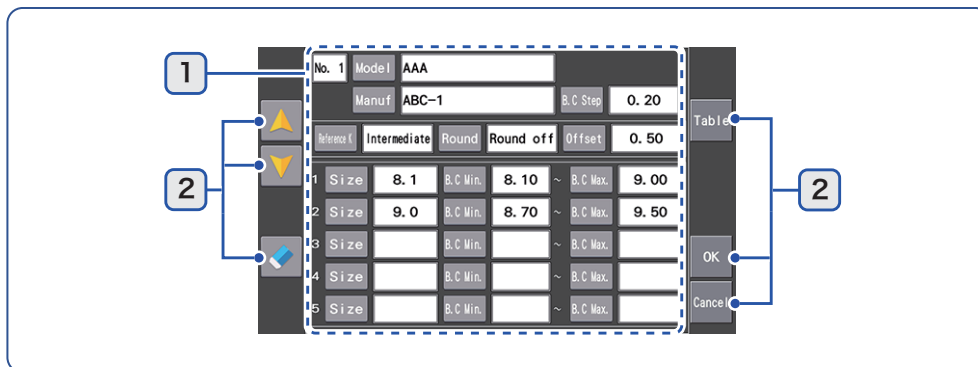 1
No. 1 Model AAA
Manuf ABC-1 B.C Step 0.20
Table
Reference K Intermediate Round Round off Offset 0.50
1 Size 8.1 B.C Min. 8.10 ~ B.C Max. 9.00
2 2
2 Size 9.0 B.C Min. 8.70 ~ B.C Max. 9.50
3 Size B.C Min. ~ B.C Max.
OK
4 Size B.C Min. ~ B.C Max.
Cancel
5 Size B.C Min. ~ B.C Max.